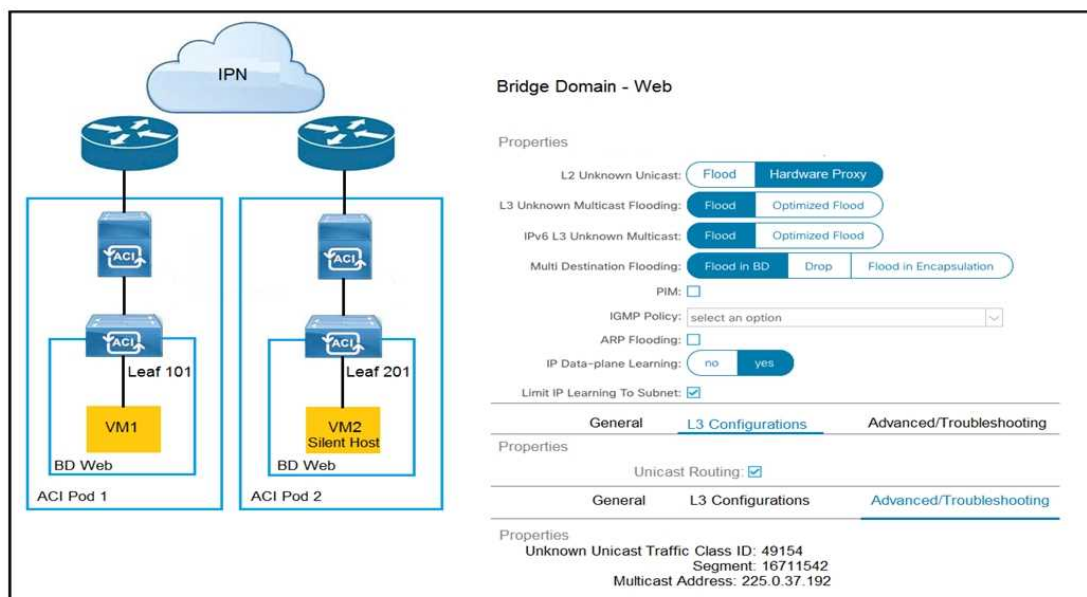 IPN
ACI
ACI
ACI
ACI
Leaf 101
Leaf 201
VM1
VM2
Silent Host
BD Web
BD Web
ACI Pod 1
ACI Pod 2
Bridge Domain - Web
Properties
L2 Unknown Unicast: Flood Hardware Proxy
L3 Unknown Multicast Flooding: Flood Optimized Flood
IPv6 L3 Unknown Multicast: Flood Optimized Flood
Multi Destination Flooding: Flood in BD Drop Flood in Encapsulation
PIM:
IGMP Policy: select an option
ARP Flooding:
IP Data-plane Learning: no yes
Limit IP Learning To Subnet:
General L3 Configurations Advanced/Troubleshooting
Properties
Unicast Routing:
General L3 Configurations Advanced/Troubleshooting
Properties
Unknown Unicast Traffic Class ID: 49154
Segment: 16711542
Multicast Address: 225.0.37.192